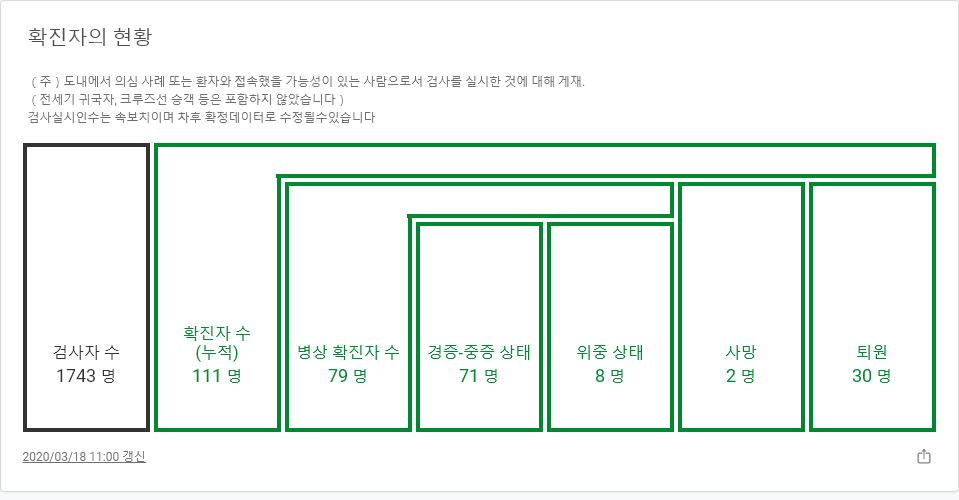 확진자의 현황
( 주 ) 도내에서 의심 사례 또는 환자와 접속했을 가능성이 있는 사람으로서 검사를 실시한 것에 대해 게재.
( 전세기 귀국자, 크루즈선 승객 등은 포함하지 않았습니다 )
검사실시인수는 속보치이며 차후 확정데이터로 수정될수있습니다
검사자 수
1743 명
확진자 수
(누적)
111 명
병상 확진자 수
79 명
경증-중증 상태
71 명
위중 상태
8 명
사망
2 명
퇴원
30 명
2020/03/18 11:00 갱신